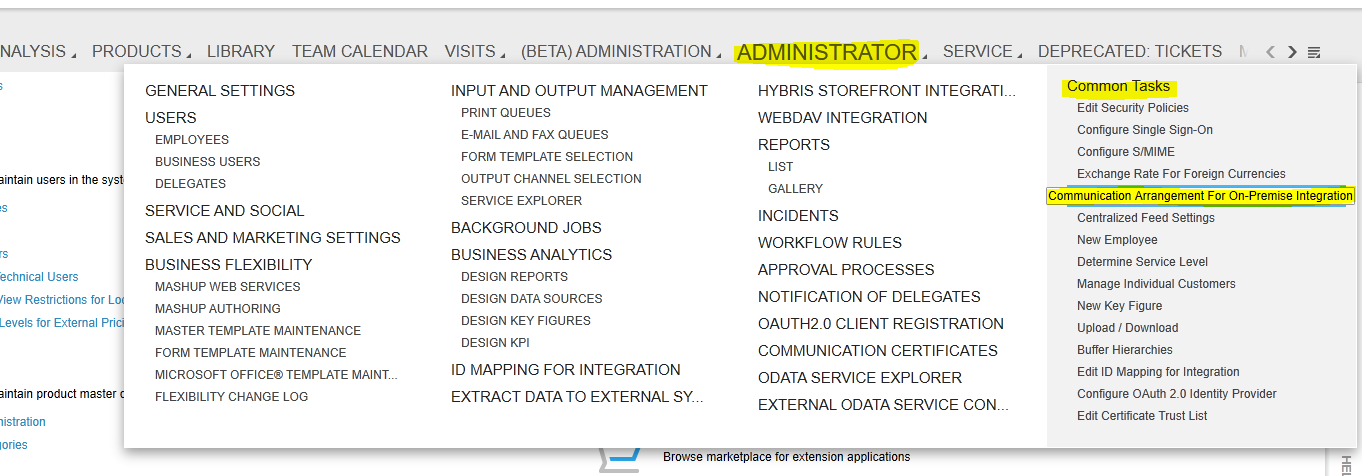 NALYSIS PRODUCTS LIBRARY TEAM CALENDAR VISITS (BETA) ADMINISTRATION ADMINISTRATOR SERVICE DEPRECATED: TICKETS
GENERAL SETTINGS
USERS
EMPLOYEES
BUSINESS USERS
DELEGATES
SERVICE AND SOCIAL
SALES AND MARKETING SETTINGS
BUSINESS FLEXIBILITY
MASHUP WEB SERVICES
MASHUP AUTHORING
MASTER TEMPLATE MAINTENANCE
FORM TEMPLATE MAINTENANCE
MICROSOFT OFFICE® TEMPLATE MAINT...
FLEXIBILITY CHANGE LOG
INPUT AND OUTPUT MANAGEMENT
PRINT QUEUES
E-MAIL AND FAX QUEUES
FORM TEMPLATE SELECTION
OUTPUT CHANNEL SELECTION
SERVICE EXPLORER
BACKGROUND JOBS
BUSINESS ANALYTICS
DESIGN REPORTS
DESIGN DATA SOURCES
DESIGN KEY FIGURES
DESIGN KPI
ID MAPPING FOR INTEGRATION
EXTRACT DATA TO EXTERNAL SY...
HYBRIS STOREFRONT INTEGRATI...
WEBDAV INTEGRATION
REPORTS
LIST
GALLERY
INCIDENTS
WORKFLOW RULES
APPROVAL PROCESSES
NOTIFICATION OF DELEGATES
OAUTH2.0 CLIENT REGISTRATION
COMMUNICATION CERTIFICATES
ODATA SERVICE EXPLORER
EXTERNAL ODATA SERVICE CON...
Common Tasks
Edit Security Policies
Configure Single Sign-On
Configure S/MIME
Exchange Rate For Foreign Currencies
Communication Arrangement For On-Premise Integration
Centralized Feed Settings
New Employee
Determine Service Level
Manage Individual Customers
New Key Figure
Upload / Download
Buffer Hierarchies
Edit ID Mapping for Integration
Configure OAuth 2.0 Identity Provider
Edit Certificate Trust List
aintain users in the syst
es
rs
echnical Users
View Restrictions for Loc
Levels for External Prici
aintain product master d
nistration
gories
Browse marketplace for extension applications
HEL